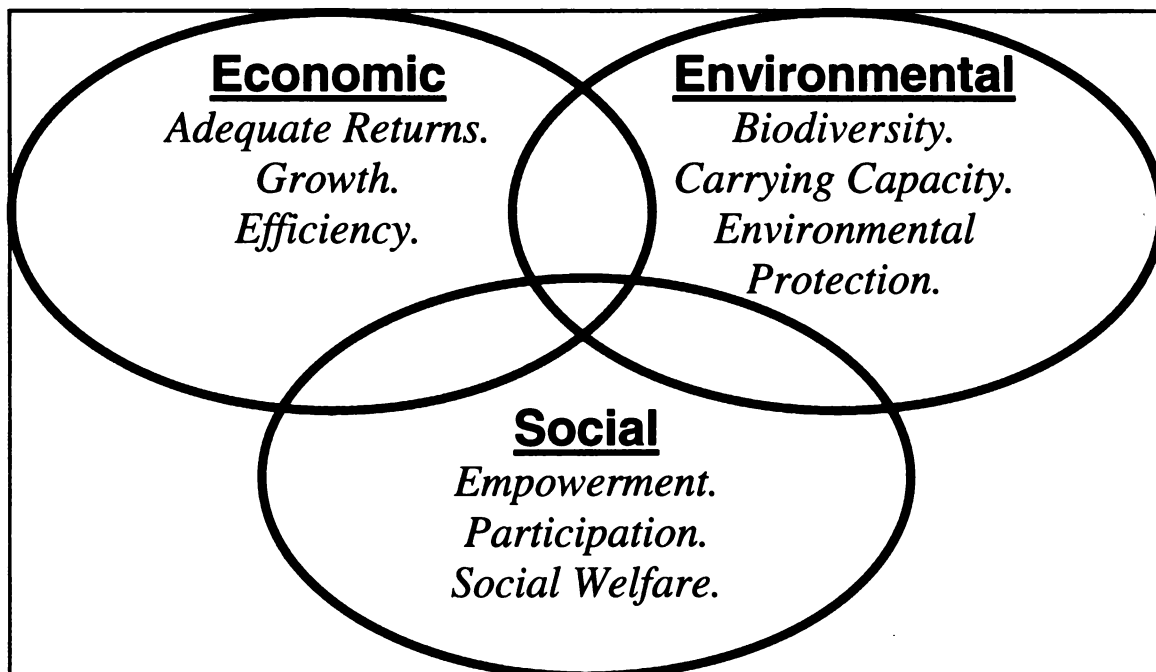 Economic
Adequate Returns.
Growth.
Efficiency.
Environmental
Biodiversity.
Carrying Capacity.
Environmental
Protection.
Social
Empowerment.
Participation.
Social Welfare.